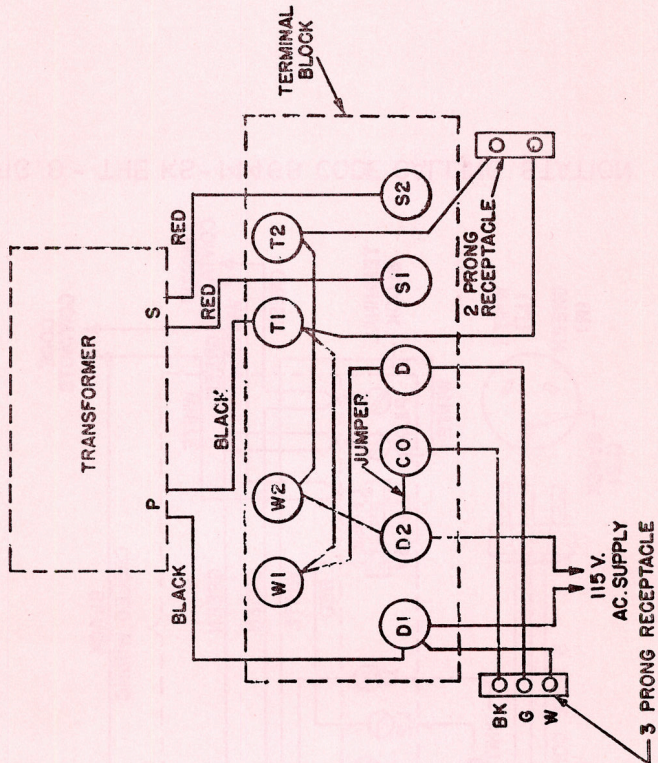 TRANSFORMER
P
S
BLACK
BLACK
RED
RED
TERMINAL
BLOCK
W1
W2
T1
T2
JUMPER
D1
D2
CO
D
S1
S2
BK
G
W
115 V.
AC. SUPPLY
2 PRONG
RECEPTACLE
3 PRONG RECEPTACLE